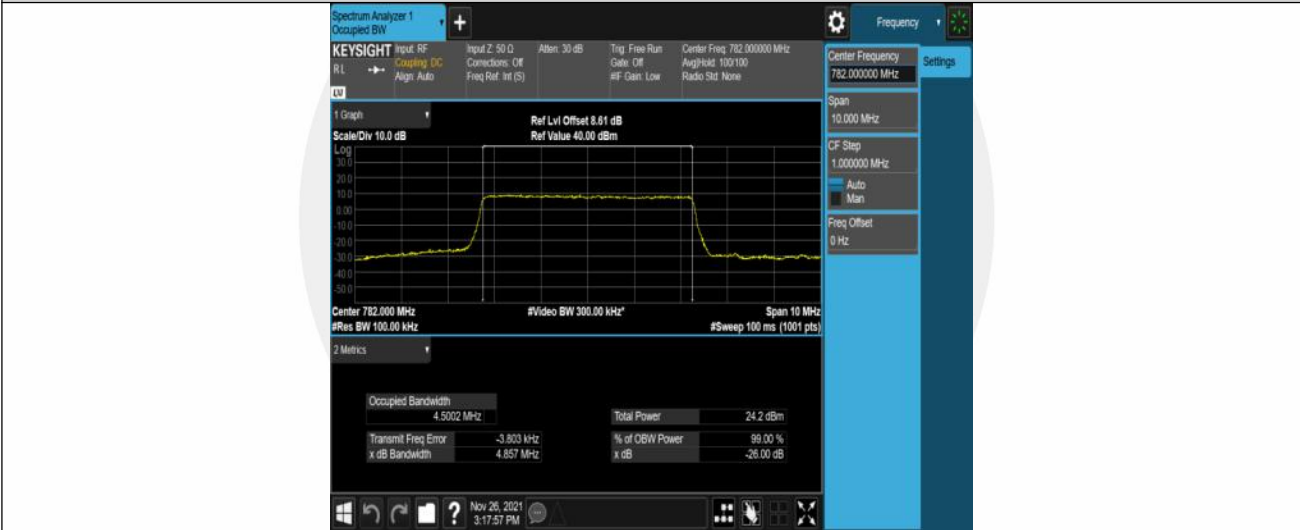 Spectrum Analyzer 1
Occupied BW
+
Frequency
KEYSIGHT
Input: RF
Coupling: DC
Align: Auto
Input Z: 50 Ω
Corrections: Off
Freq Ref: Int (S)
Atten: 30 dB
Trig: Free Run
Gate: Off
#IF Gain: Low
Center Freq: 782.000000 MHz
Avg|Hold: 100/100
Radio Std: None
RL
Center Frequency
782.000000 MHz
Settings
Span
10.000 MHz
CF Step
1.000000 MHz
Auto
Man
Freq Offset
0 Hz
1 Graph
Ref Lvl Offset 8.61 dB
Scale/Div 10.0 dB
Ref Value 40.00 dBm
Log
30.0
20.0
10.0
0.00
-10.0
-20.0
-30.0
-40.0
-50.0
Center 782.000 MHz
#Video BW 300.00 kHz*
Span 10 MHz
#Res BW 100.00 kHz
#Sweep 100 ms (1001 pts)
2 Metrics
Occupied Bandwidth
4.5002 MHz
Total Power
24.2 dBm
Transmit Freq Error
-3.803 kHz
% of OBW Power
99.00 %
x dB Bandwidth
4.857 MHz
x dB
-26.00 dB
?
Nov 26, 2021
3:17:57 PM